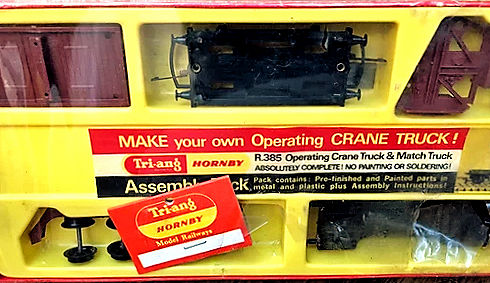 MAKE your own Operating CRANE TRUCK!
Tri-ang HORNBY R.385 Operating Crane Truck & Match Truck
ABSOLUTELY COMPLETE! NO PAINTING OR SOLDERING!
Assembly Pack Pack contains: Pre-finished and Painted parts in
metal and plastic plus Assembly Instructions!
Tri-ang
HORNBY
Model Railways